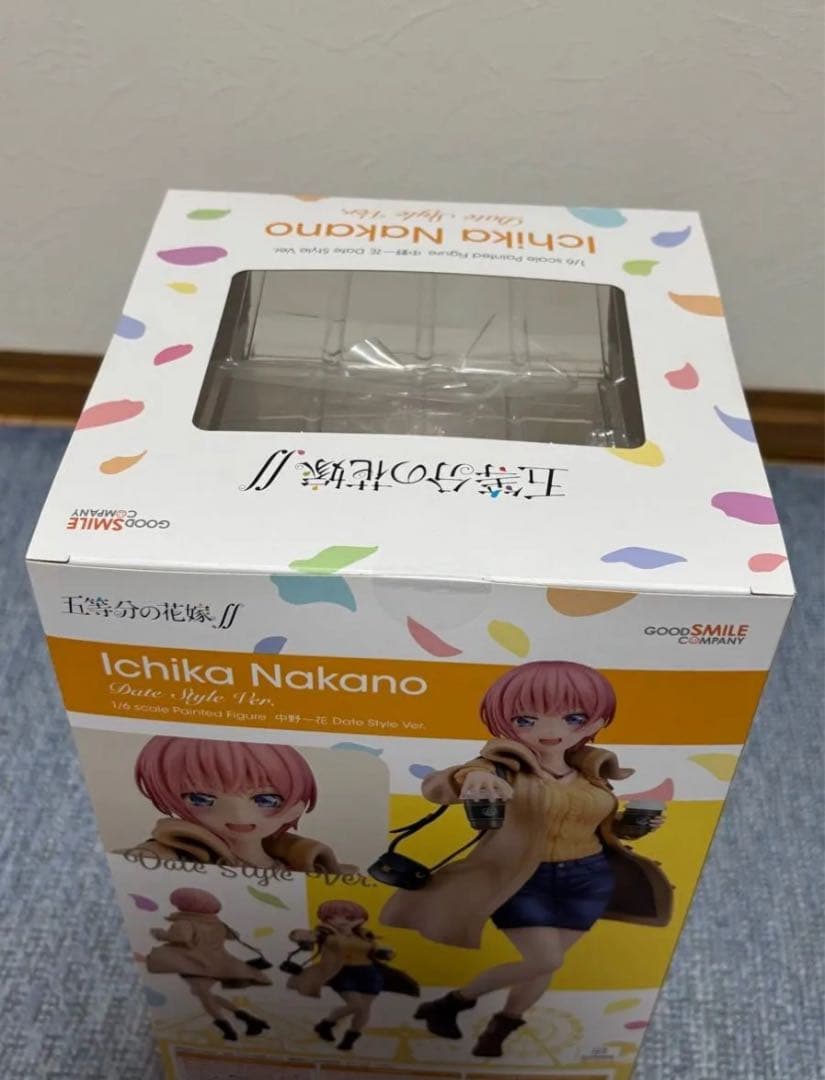 Date Style Ver.
Ichika Nakano
1/6 scale Painted Figure 中野一花 Date Style Ver.
五等分の花嫁∬
GOOD SMILE
COMPANY
五等分の花嫁∬
GOOD SMILE
COMPANY
Ichika Nakano
Date Style Ver.
1/6 scale Painted Figure 中野一花 Date Style Ver.
Date Style Ver.